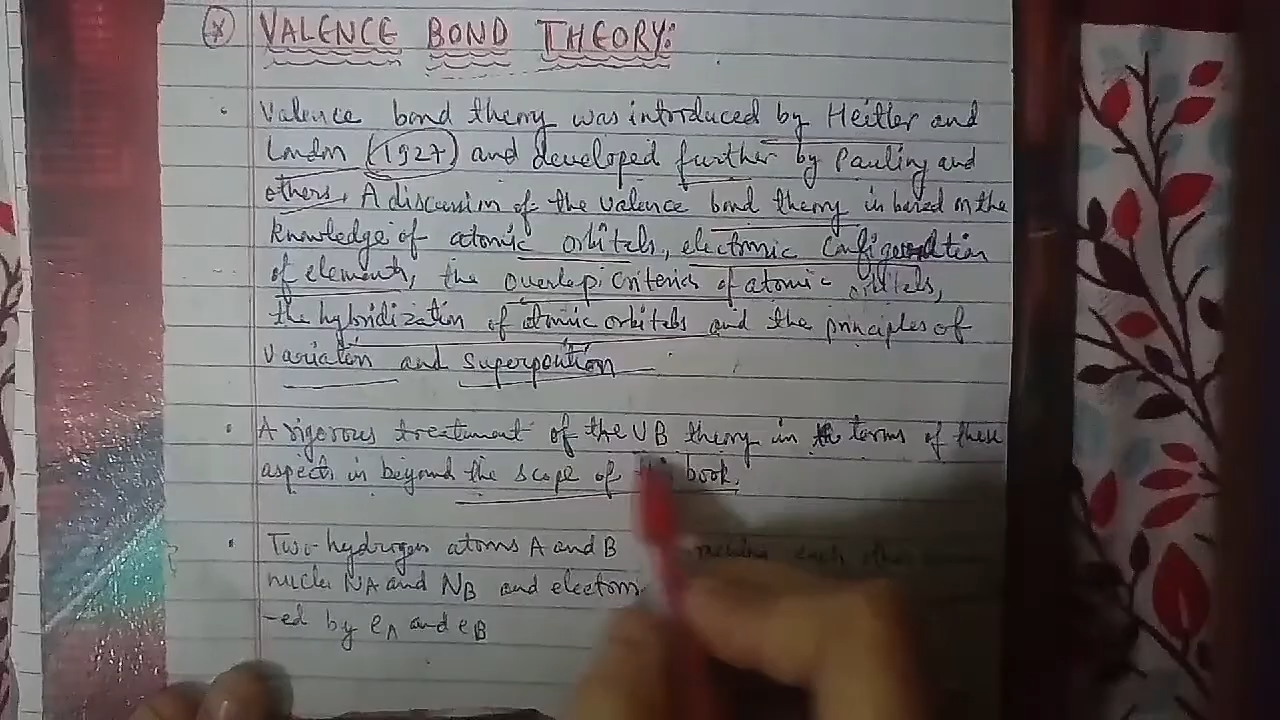 VALENCE BOND THEORY:
Valence bond theory was introduced by Heitler and
London (1927) and developed further by Pauling and
others. A discussion of the valence bond theory is based on the
knowledge of atomic orbitals, electronic
of elements, the overlap criteria of atomic orbitals,
the hybridization of atomic orbitals and the principles of
variation and superposition
A rigorous treatment of the VB theory in terms of these
aspects is beyond the scope of this book.
Two hydrogen atoms A and B each other
nuclei NA and NB and
-ed by eA and eB